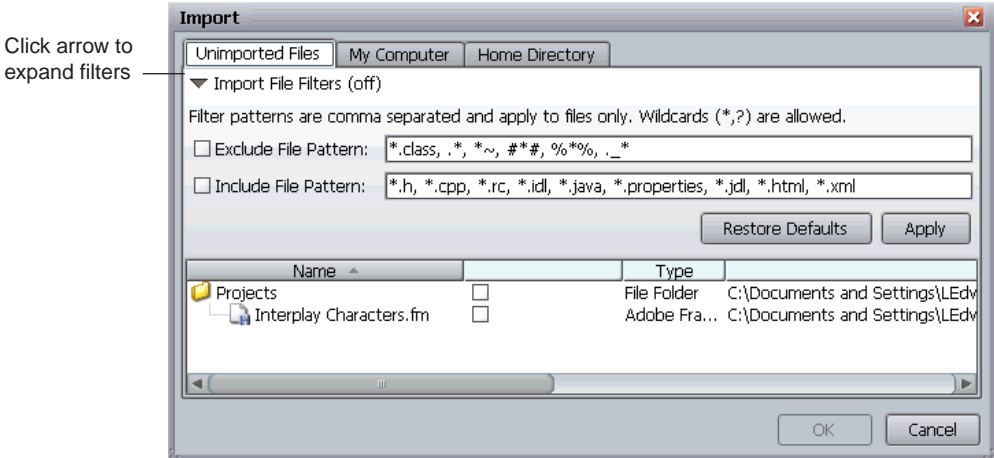 Import
Click arrow to
expand filters
Unimported Files My Computer Home Directory
Import File Filters (off)
Filter patterns are comma separated and apply to files only. Wildcards (*,?) are allowed.
Exclude File Pattern: *.class, .*, *~, #*#, %*%, ._*
Include File Pattern: *.h, *.cpp, *.rc, *.idl, *.java, *.properties, *.jdl, *.html, *.xml
Restore Defaults Apply
Name Type
Projects File Folder C:\Documents and Settings\LEdw
Interplay Characters.fm Adobe Fra... C:\Documents and Settings\LEdw
OK Cancel